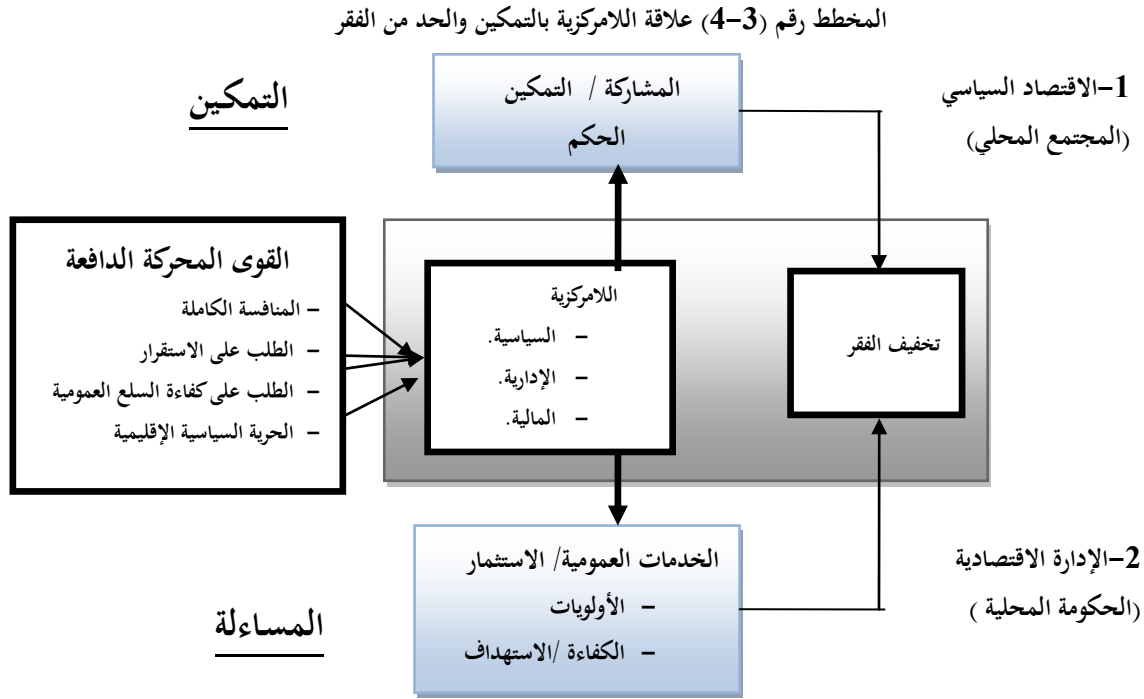 المخطط رقم (3-4) علاقة اللامركزية بالتمكين والحد من الفقر
1-الاقتصاد السياسي
(المجتمع المحلي)
المشاركة / التمكين
الحكم
التمكين
القوى المحركة الدافعة
- المنافسة الكاملة
- الطلب على الاستقرار
- الطلب على كفاءة السلع العمومية
- الحرية السياسية الإقليمية
اللامركزية
- السياسية.
- الإدارية.
- المالية.
تخفيف الفقر
2-الإدارة الاقتصادية
(الحكومة المحلية )
الخدمات العمومية/ الاستثمار
- الأولويات
- الكفاءة /الاستهداف
المساءلة